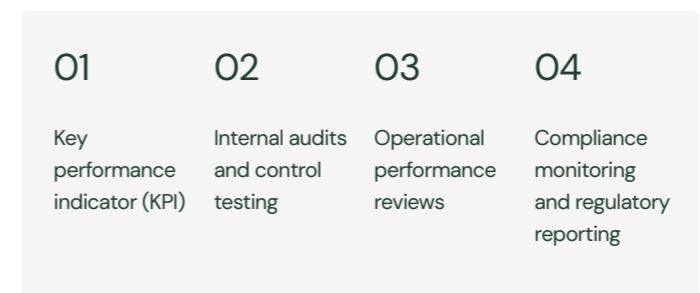 01
Key
performance
indicator (KPI)
02
Internal audits
and control
testing
03
Operational
performance
reviews
04
Compliance
monitoring
and regulatory
reporting